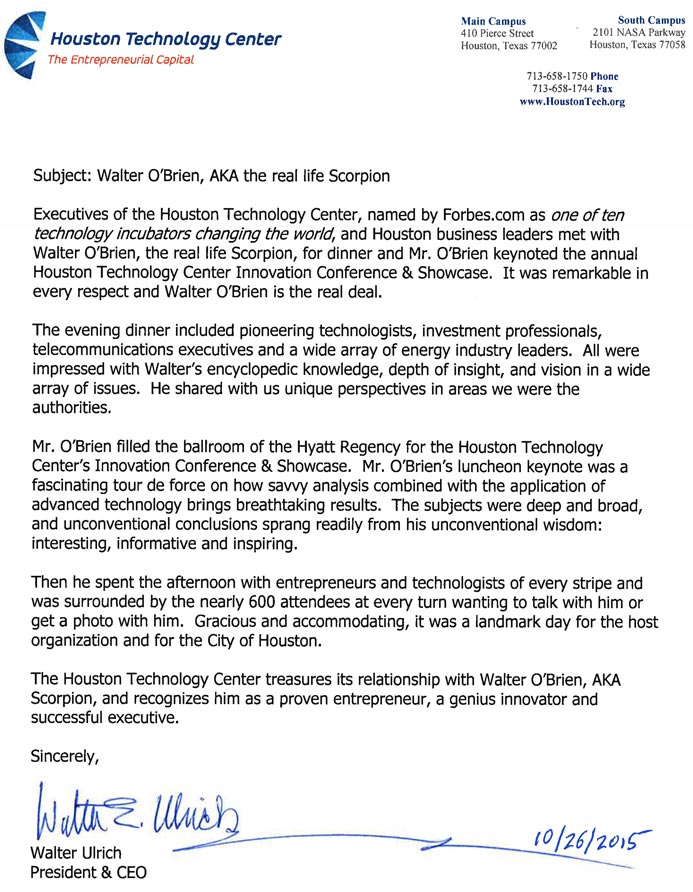 Houston Technology Center
The Entrepreneurial Capital
Main Campus
410 Pierce Street
Houston, Texas 77002
South Campus
2101 NASA Parkway
Houston, Texas 77058
713-658-1750 Phone
713-658-1744 Fax
www.HoustonTech.org
Subject: Walter O'Brien, AKA the real life Scorpion
Executives of the Houston Technology Center, named by Forbes.com as one of ten
technology incubators changing the world, and Houston business leaders met with
Walter O'Brien, the real life Scorpion, for dinner and Mr. O'Brien keynoted the annual
Houston Technology Center Innovation Conference & Showcase. It was remarkable in
every respect and Walter O'Brien is the real deal.
The evening dinner included pioneering technologists, investment professionals,
telecommunications executives and a wide array of energy industry leaders. All were
impressed with Walter's encyclopedic knowledge, depth of insight, and vision in a wide
array of issues. He shared with us unique perspectives in areas we were the
authorities.
Mr. O'Brien filled the ballroom of the Hyatt Regency for the Houston Technology
Center's Innovation Conference & Showcase. Mr. O'Brien's luncheon keynote was a
fascinating tour de force on how savvy analysis combined with the application of
advanced technology brings breathtaking results. The subjects were deep and broad,
and unconventional conclusions sprang readily from his unconventional wisdom:
interesting, informative and inspiring.
Then he spent the afternoon with entrepreneurs and technologists of every stripe and
was surrounded by the nearly 600 attendees at every turn wanting to talk with him or
get a photo with him. Gracious and accommodating, it was a landmark day for the host
organization and for the City of Houston.
The Houston Technology Center treasures its relationship with Walter O'Brien, AKA
Scorpion, and recognizes him as a proven entrepreneur, a genius innovator and
successful executive.
Sincerely,
Walter E. Ulrich
10/26/2015
Walter Ulrich
President & CEO